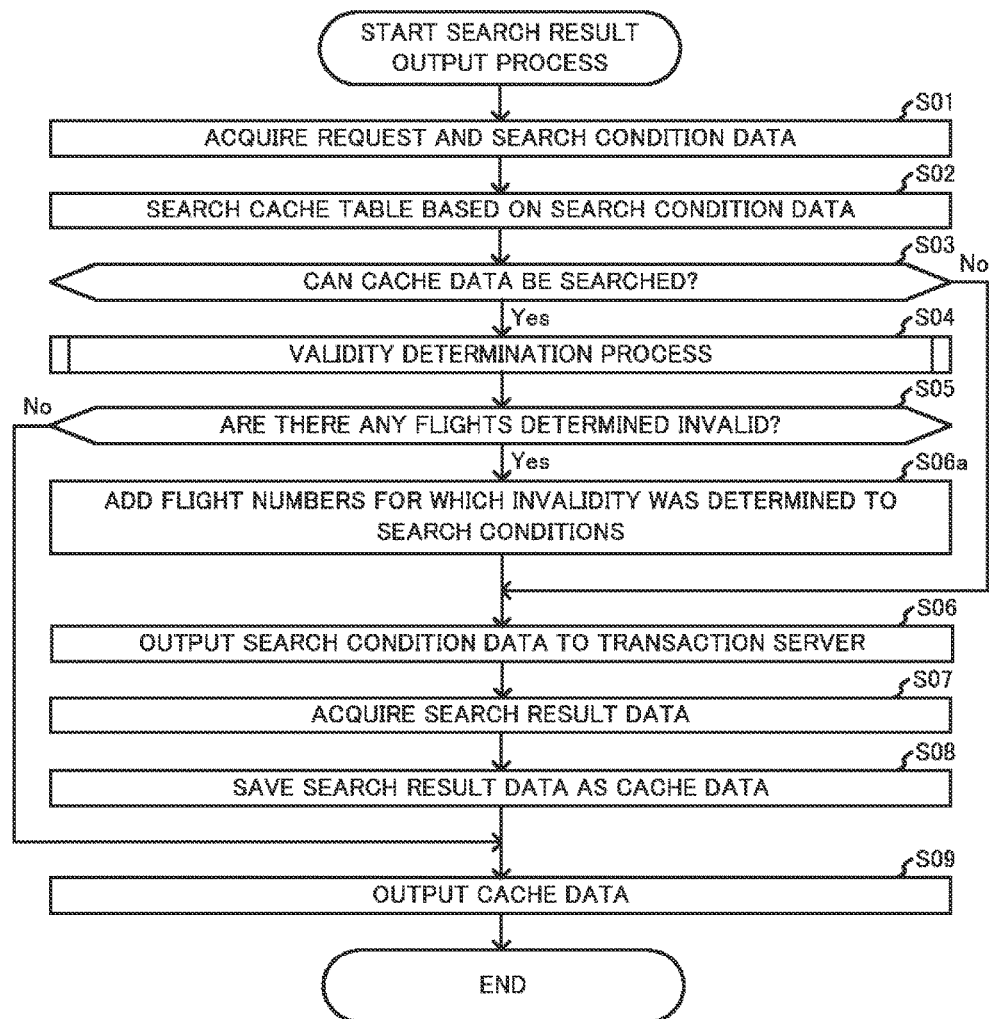 START SEARCH RESULT
OUTPUT PROCESS
S01
ACQUIRE REQUEST AND SEARCH CONDITION DATA
S02
SEARCH CACHE TABLE BASED ON SEARCH CONDITION DATA
S03
CAN CACHE DATA BE SEARCHED?
No
Yes
S04
VALIDITY DETERMINATION PROCESS
S05
No
ARE THERE ANY FLIGHTS DETERMINED INVALID?
Yes
S06a
ADD FLIGHT NUMBERS FOR WHICH INVALIDITY WAS DETERMINED TO
SEARCH CONDITIONS
S06
OUTPUT SEARCH CONDITION DATA TO TRANSACTION SERVER
S07
ACQUIRE SEARCH RESULT DATA
S08
SAVE SEARCH RESULT DATA AS CACHE DATA
S09
OUTPUT CACHE DATA
END